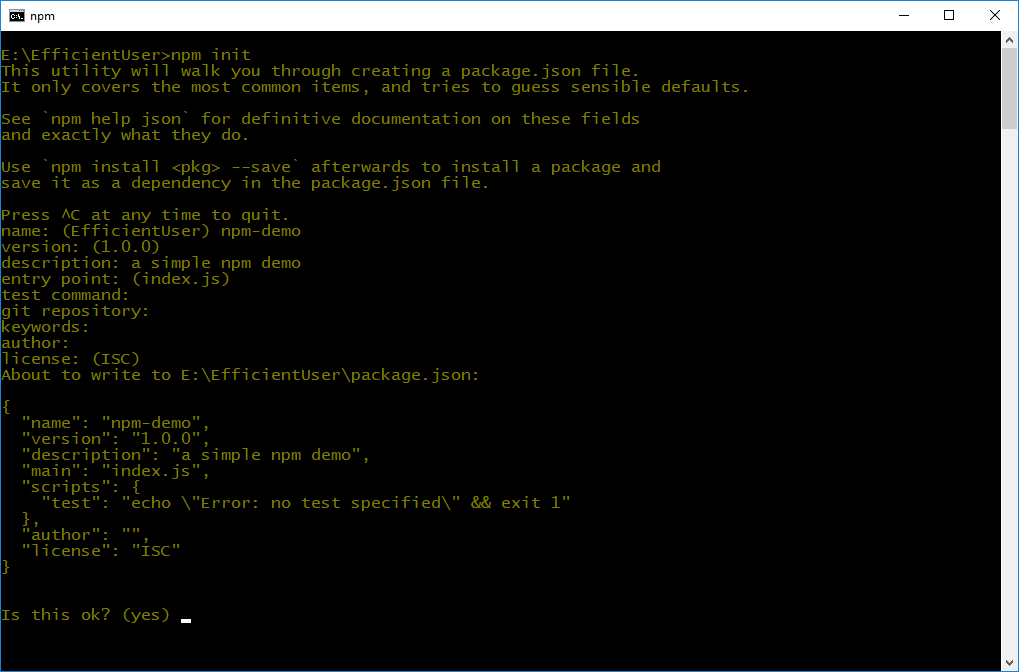 npm
E:\EfficientUser>npm init
This utility will walk you through creating a package.json file.
It only covers the most common items, and tries to guess sensible defaults.
See `npm help json` for definitive documentation on these fields
and exactly what they do.
Use `npm install <pkg> --save` afterwards to install a package and
save it as a dependency in the package.json file.
Press ^C at any time to quit.
name: (EfficientUser) npm-demo
version: (1.0.0)
description: a simple npm demo
entry point: (index.js)
test command:
git repository:
keywords:
author:
license: (ISC)
About to write to E:\EfficientUser\package.json:
{
  "name": "npm-demo",
  "version": "1.0.0",
  "description": "a simple npm demo",
  "main": "index.js",
  "scripts": {
    "test": "echo \"Error: no test specified\" && exit 1"
  },
  "author": "",
  "license": "ISC"
}
Is this ok? (yes)